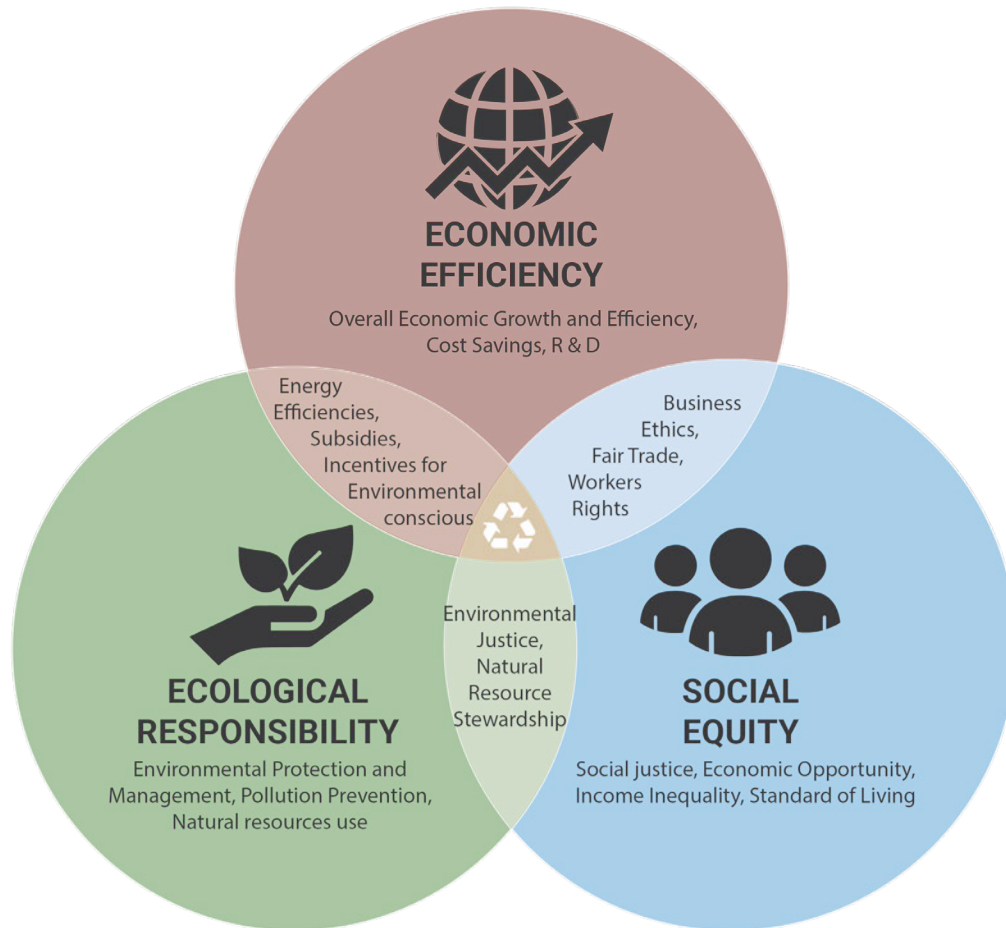 ECONOMIC
EFFICIENCY
Overall Economic Growth and Efficiency,
Cost Savings, R & D
Energy
Efficiencies,
Subsidies,
Incentives for
Environmental
conscious
Business
Ethics,
Fair Trade,
Workers
Rights
Environmental
Justice,
Natural
Resource
Stewardship
ECOLOGICAL
RESPONSIBILITY
Environmental Protection and
Management, Pollution Prevention,
Natural resources use
SOCIAL
EQUITY
Social justice, Economic Opportunity,
Income Inequality, Standard of Living